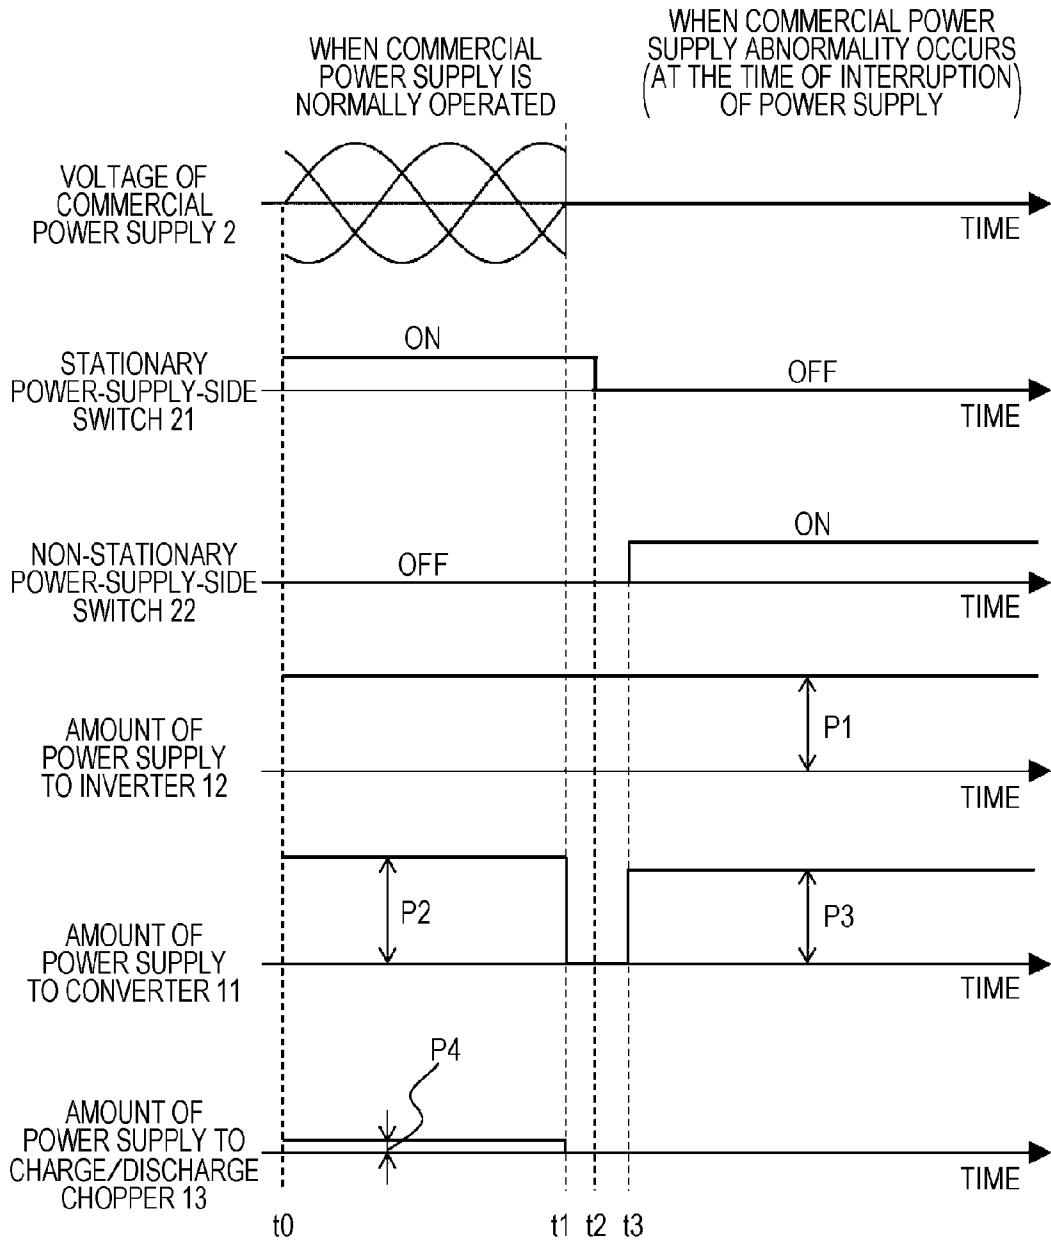 WHEN COMMERCIAL
POWER SUPPLY IS
NORMALLY OPERATED
WHEN COMMERCIAL POWER
SUPPLY ABNORMALITY OCCURS
(AT THE TIME OF INTERRUPTION
OF POWER SUPPLY)
VOLTAGE OF
COMMERCIAL
POWER SUPPLY 2
TIME
STATIONARY
POWER-SUPPLY-SIDE
SWITCH 21
ON
OFF
TIME
NON-STATIONARY
POWER-SUPPLY-SIDE
SWITCH 22
OFF
ON
TIME
AMOUNT OF
POWER SUPPLY
TO INVERTER 12
P1
TIME
AMOUNT OF
POWER SUPPLY
TO CONVERTER 11
P2
P3
TIME
AMOUNT OF
POWER SUPPLY TO
CHARGE/DISCHARGE
CHOPPER 13
P4
TIME
t0
t1
t2
t3